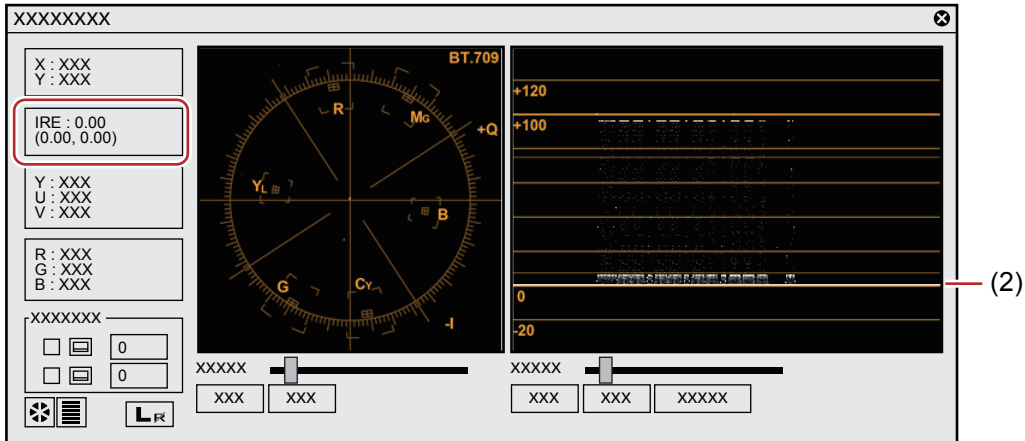 XXXXXXXX
X : XXX
Y : XXX
IRE : 0.00
(0.00, 0.00)
Y : XXX
U : XXX
V : XXX
R : XXX
G : XXX
B : XXX
XXXXXXX
0
0
LR
BT.709
R
MG
+Q
YL
B
G
CY
-I
XXXXX
XXX
XXX
+120
+100
0
-20
XXXXX
XXX
XXX
XXXXX
(2)